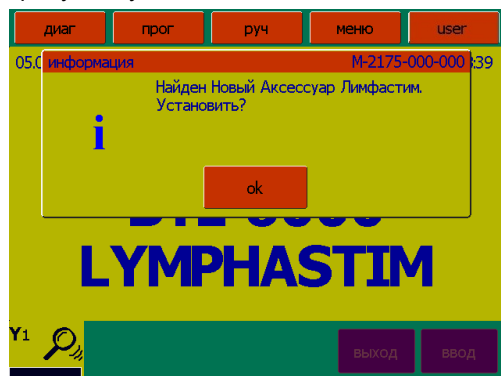 диаг прог руч меню user
информация М-2175-000-000 :39
Найден Новый Аксессуар Лимфастим.
Установить?
i
ok
LYMPHASTIM
Y1
выход ввод